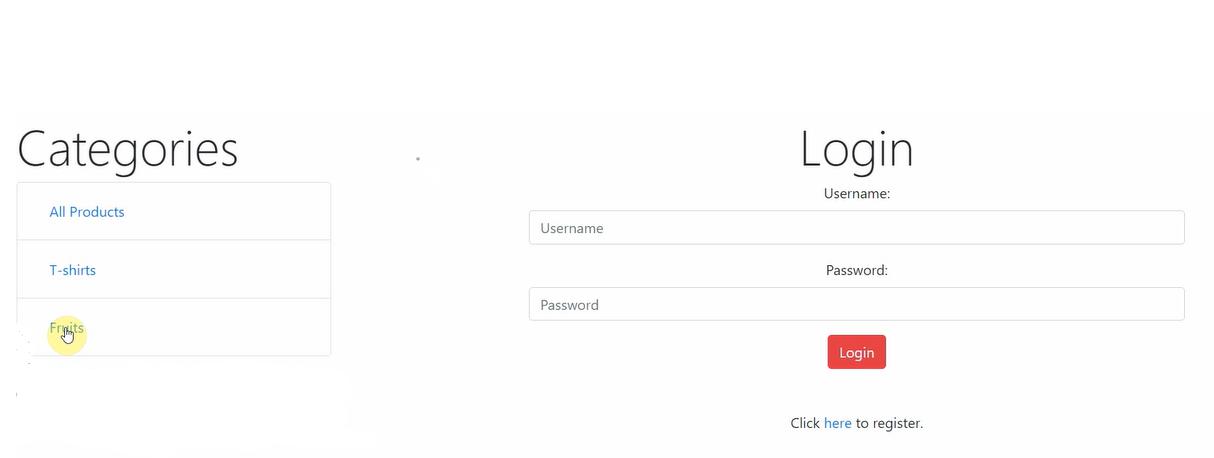 Categories
All Products
T-shirts
Fruits
Login
Username:
Username
Password:
Password
Login
Click here to register.